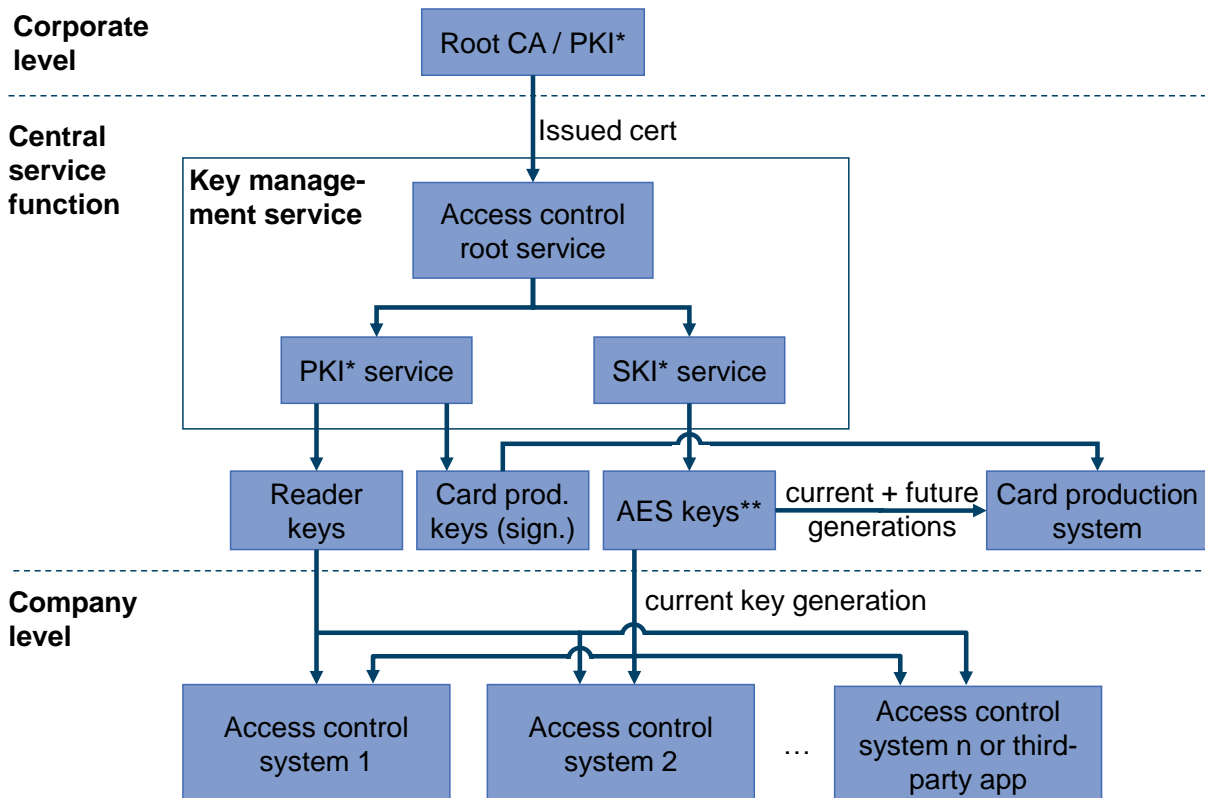 Corporate
level
Root CA / PKI*
Central
service
function
Issued cert
Key manage-
ment service
Access control
root service
PKI* service
SKI* service
Reader
keys
Card prod.
keys (sign.)
AES keys**
current + future
generations
Card production
system
Company
level
current key generation
Access control
system 1
Access control
system 2
…
Access control
system n or third-
party app